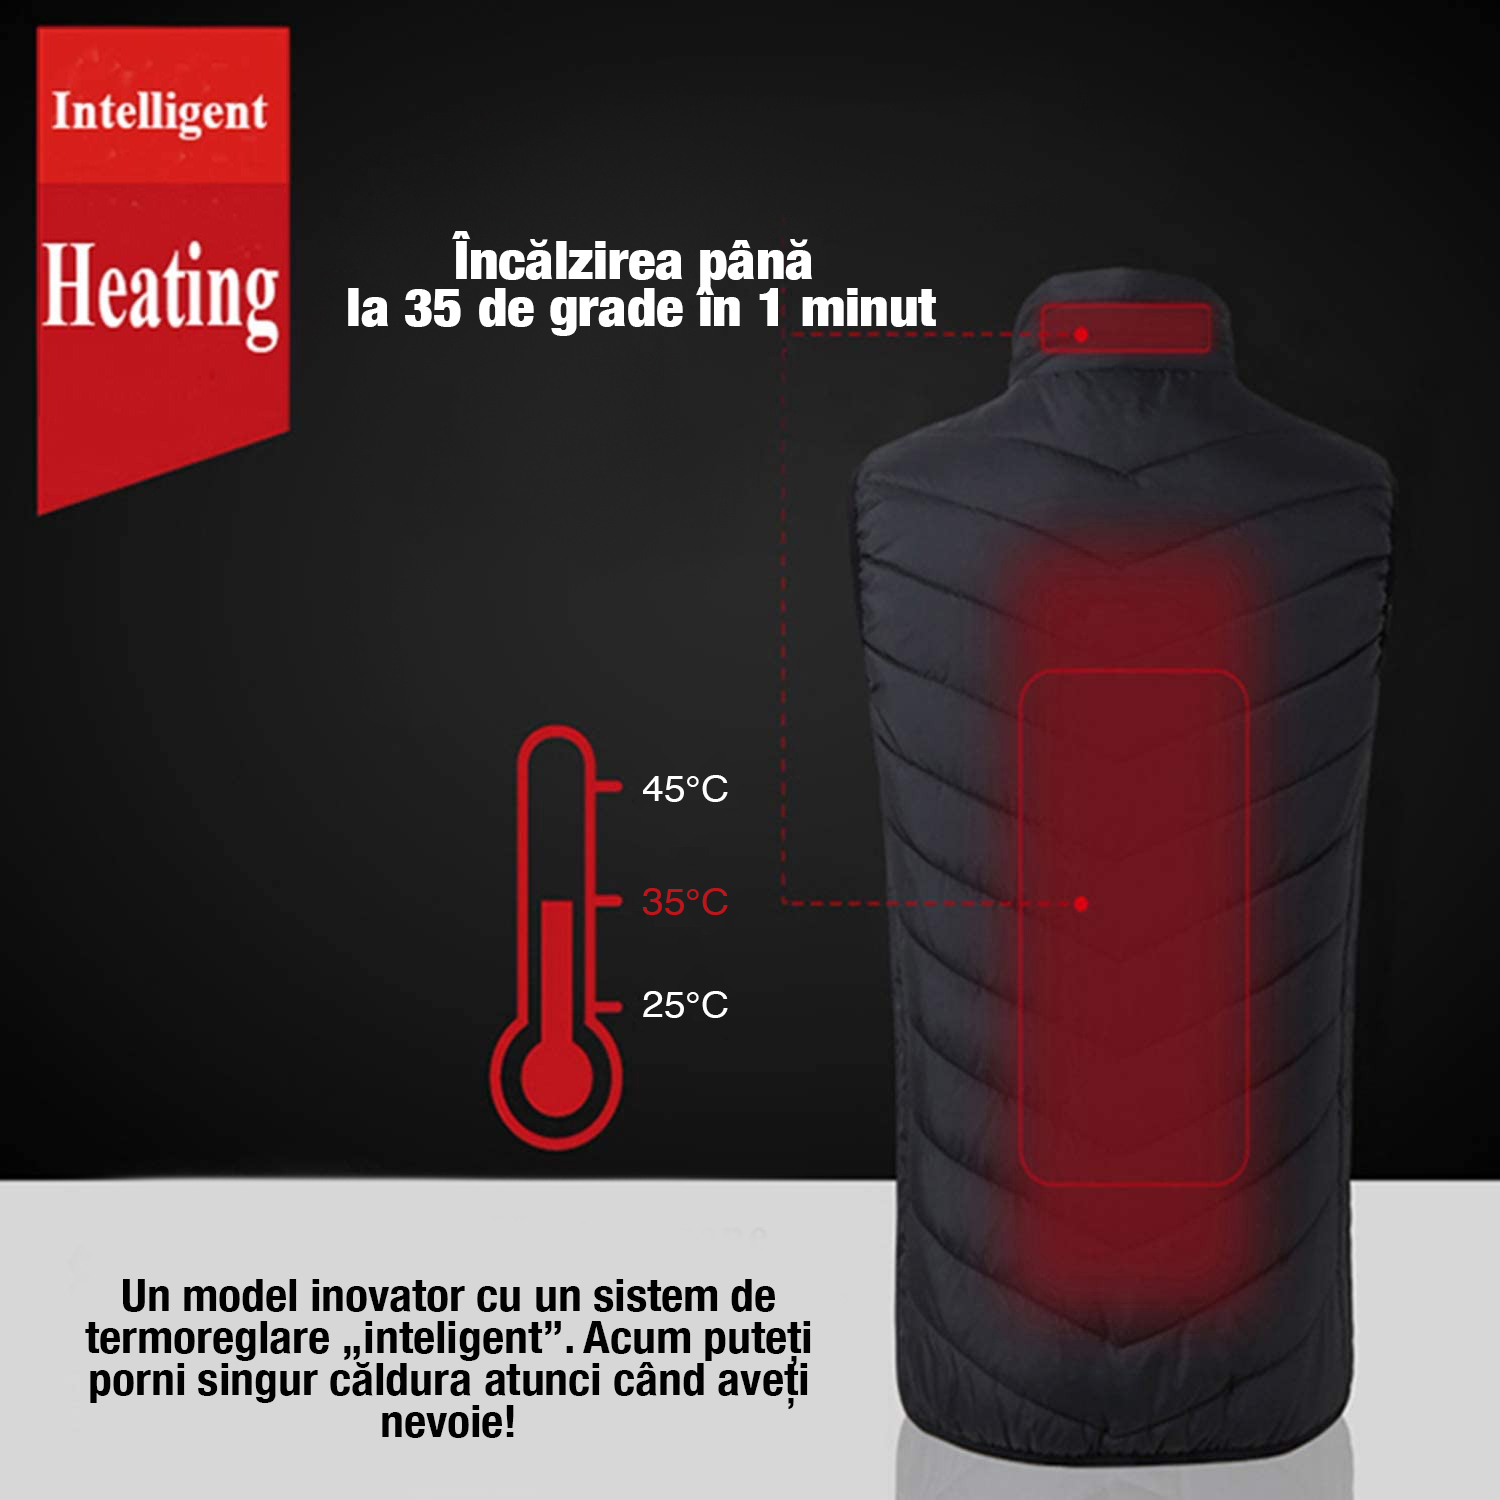 Intelligent
Heating
Încălzirea până
la 35 de grade în 1 minut
45°C
35°C
25°C
Un model inovator cu un sistem de
termoreglare „inteligent”. Acum puteți
porni singur căldura atunci când aveți
nevoie!